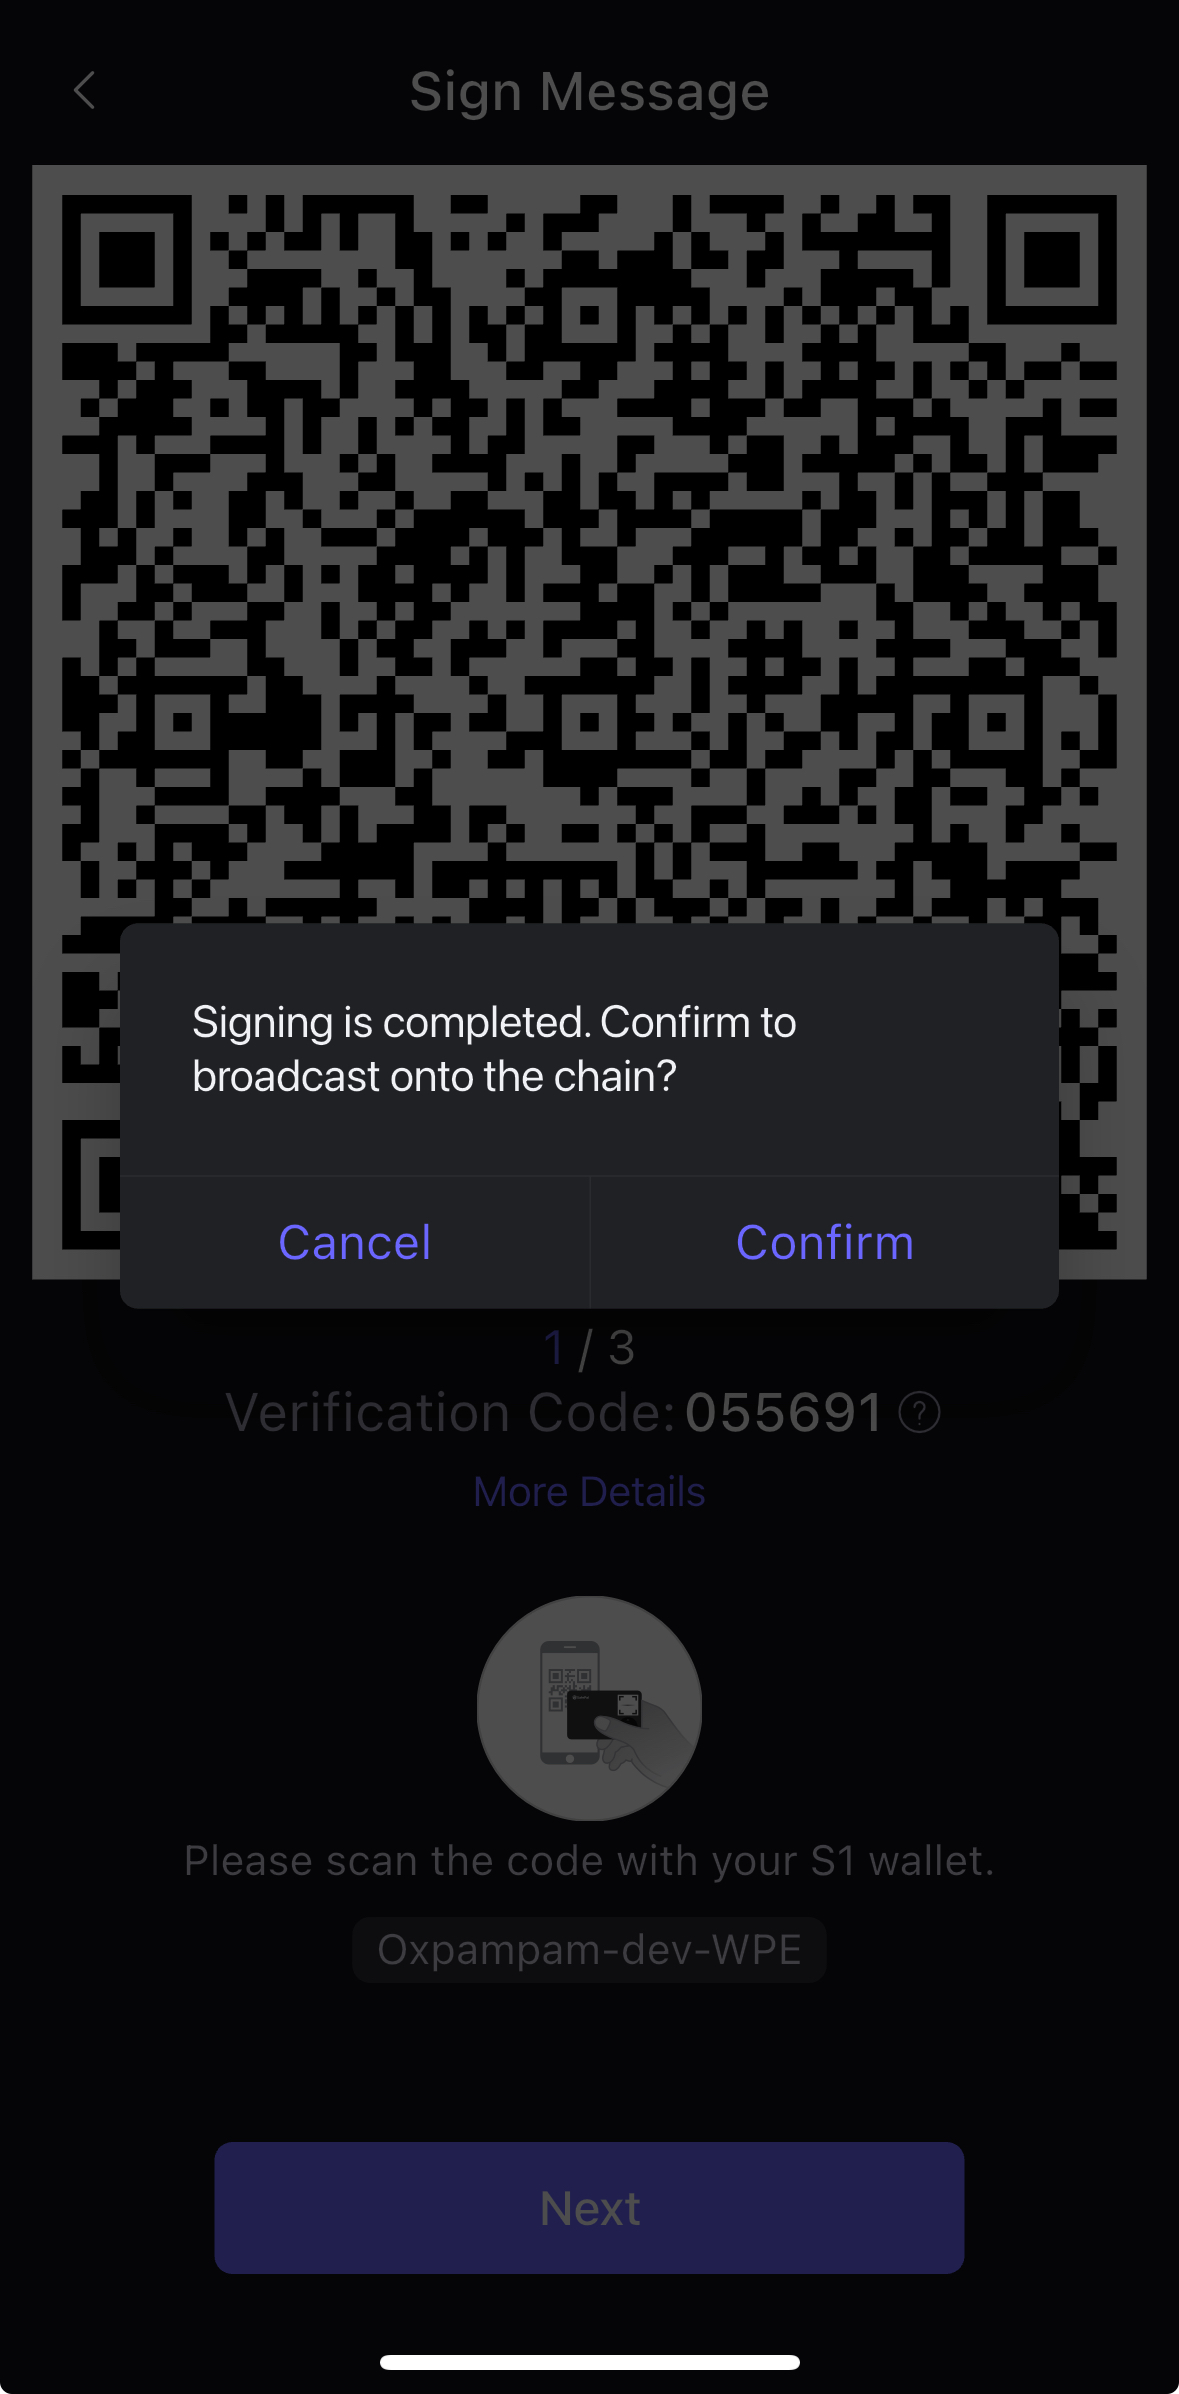 Sign Message
Signing is completed. Confirm to
broadcast onto the chain?
Cancel
Confirm
1 / 3
Verification Code: 055691 ?
More Details
Please scan the code with your S1 wallet.
Oxpampam-dev-WPE
Next